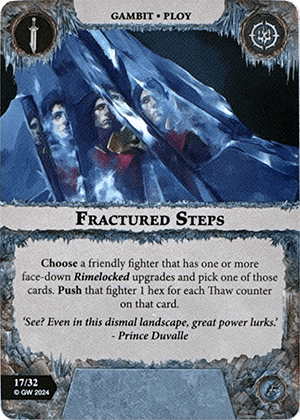 GAMBIT • PLOY
FRACTURED STEPS
Choose a friendly fighter that has one or more
face-down Rimelocked upgrades and pick one of those
cards. Push that fighter 1 hex for each Thaw counter
on that card.
'See? Even in this dismal landscape, great power lurks.'
- Prince Duvalle
17/32
© GW 2024